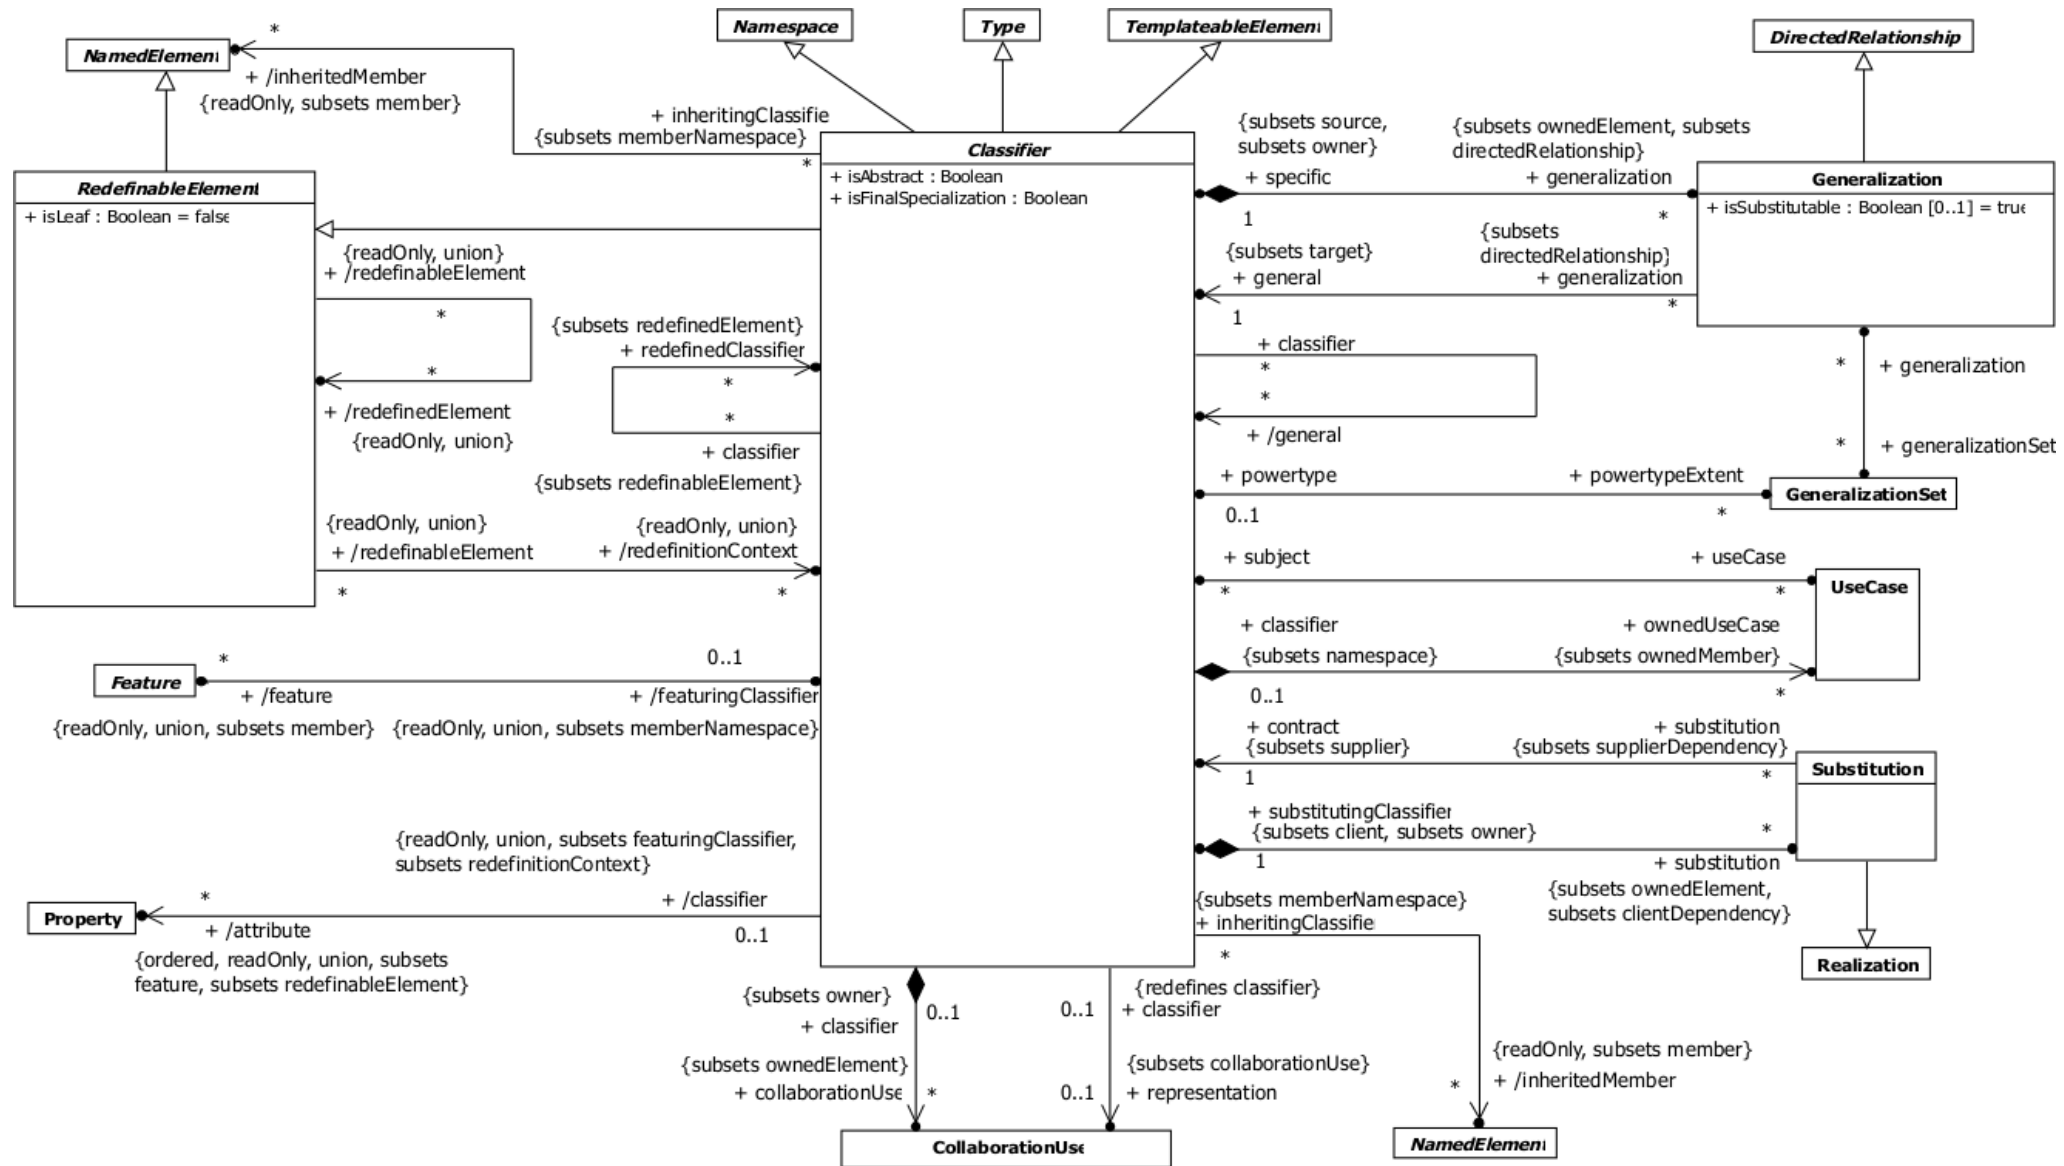 Namespace
Type
TemplateableElement
DirectedRelationship
NamedElement
*
+ /inheritedMember
{readOnly, subsets member}
+ inheritingClassifie
{subsets memberNamespace}
*
Classifier
+ isAbstract : Boolean
+ isFinalSpecialization : Boolean
RedefinableElement
+ isLeaf : Boolean = false
{readOnly, union}
+ /redefinableElement
*
*
+ /redefinedElement
{readOnly, union}
{subsets redefinedElement}
+ redefinedClassifier
*
*
+ classifier
{subsets redefinableElement}
{readOnly, union}
+ /redefinableElement
*
{readOnly, union}
+ /redefinitionContext
*
Feature
*
+ /feature
{readOnly, union, subsets member}
0..1
+ /featuringClassifier
{readOnly, union, subsets memberNamespace}
{readOnly, union, subsets featuringClassifier,
subsets redefinitionContext}
+ /classifier
0..1
Property
*
+ /attribute
{ordered, readOnly, union, subsets
feature, subsets redefinableElement}
{subsets source,
subsets owner}
+ specific
1
{subsets ownedElement, subsets
directedRelationship}
+ generalization
*
Generalization
+ isSubstitutable : Boolean [0..1] = true
{subsets target}
+ general
1
{subsets
directedRelationship}
+ generalization
*
+ classifier
*
*
+ /general
*
+ generalization
*
+ generalizationSet
GeneralizationSet
+ powertype
0..1
+ powertypeExtent
*
+ subject
*
+ useCase
*
UseCase
+ classifier
{subsets namespace}
0..1
+ ownedUseCase
{subsets ownedMember}
*
+ contract
{subsets supplier}
1
+ substitution
{subsets supplierDependency}
*
Substitution
+ substitutingClassifier
{subsets client, subsets owner}
1
*
+ substitution
{subsets ownedElement,
subsets clientDependency}
Realization
{subsets memberNamespace}
+ inheritingClassifie
*
{readOnly, subsets member}
+ /inheritedMember
*
NamedElement
{subsets owner}
+ classifier
0..1
{subsets ownedElement}
+ collaborationUse
*
0..1
{redefines classifier}
+ classifier
{subsets collaborationUse}
+ representation
0..1
CollaborationUse